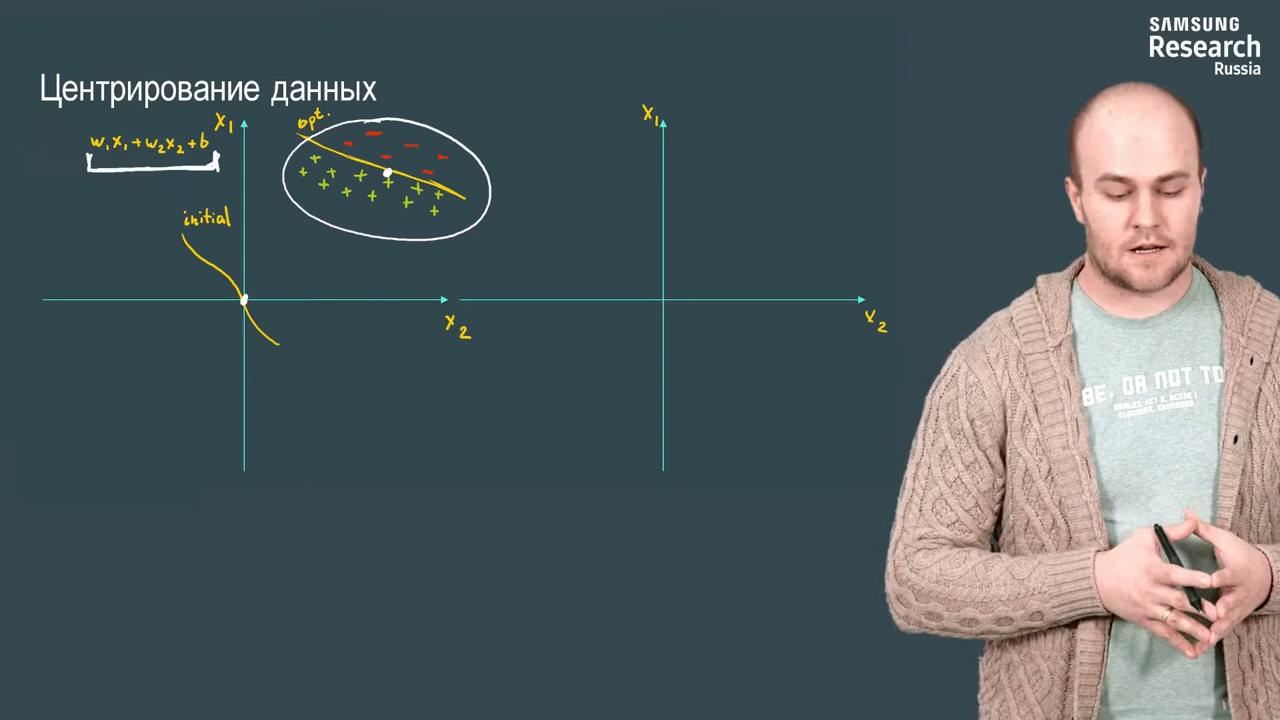 SAMSUNG
Research
Russia
Центрирование данных
w₁x₁ + w₂x₂ + b
x₁
opt.
initial
x₂
x₁
x₂
BE, OR NOT TO